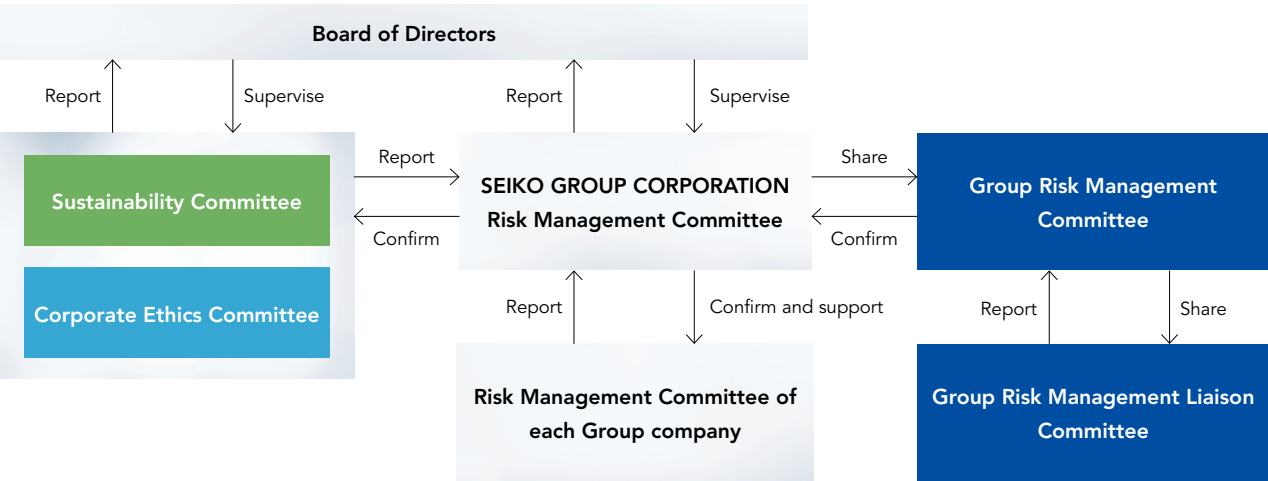 Board of Directors
Report
Supervise
Report
Supervise
Sustainability Committee
Corporate Ethics Committee
Report
Confirm
SEIKO GROUP CORPORATION
Risk Management Committee
Share
Confirm
Group Risk Management
Committee
Report
Confirm and support
Report
Share
Risk Management Committee of
each Group company
Group Risk Management Liaison
Committee